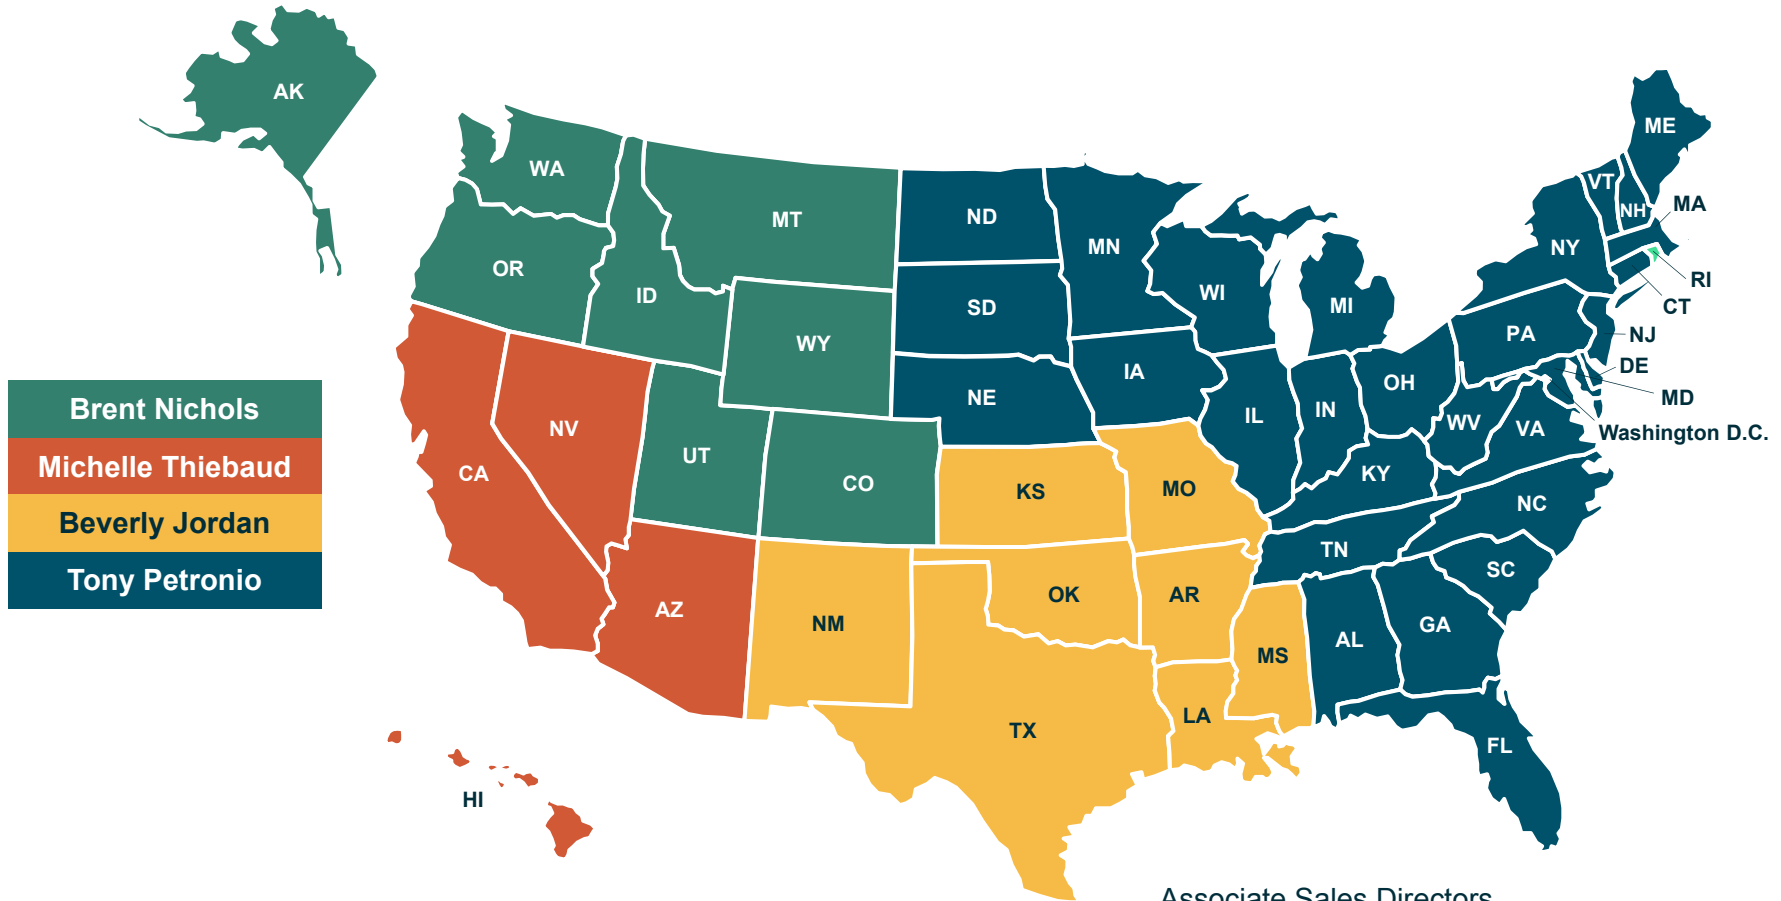 AK
WA
OR
ID
MT
WY
UT
CO
CA
NV
AZ
HI
ND
SD
NE
MN
IA
WI
MI
IL
IN
OH
KY
TN
WV
VA
NC
SC
GA
AL
FL
PA
NY
VT
NH
ME
MA
RI
CT
NJ
DE
MD
Washington D.C.
KS
MO
OK
AR
NM
TX
LA
MS
Brent Nichols
Michelle Thiebaud
Beverly Jordan
Tony Petronio
Associate Sales Directors